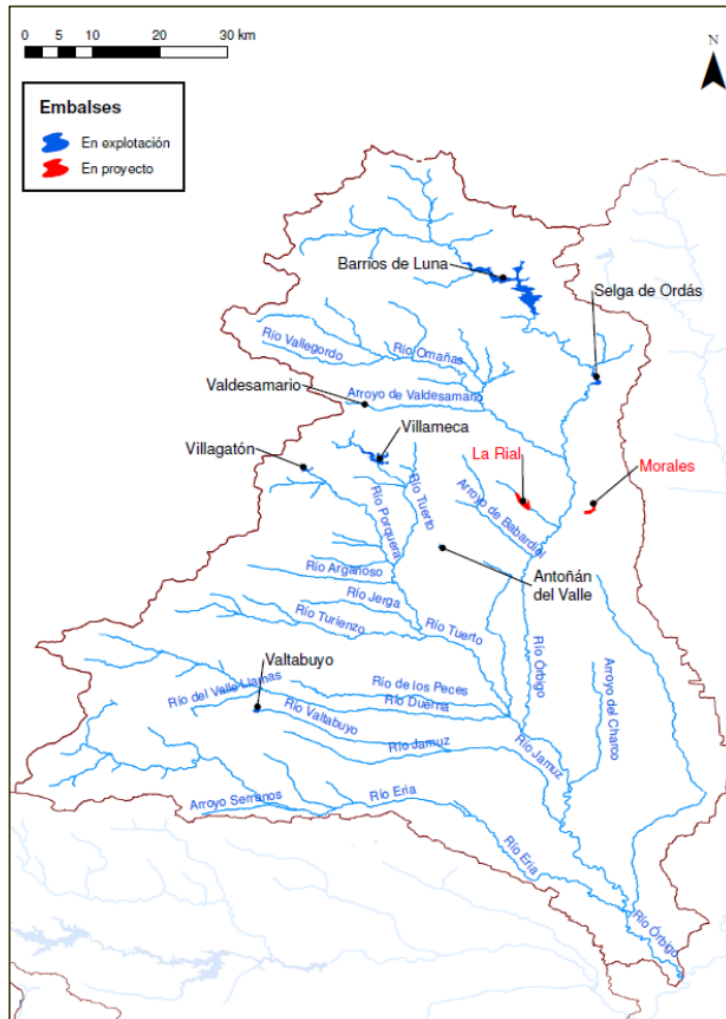 0 5 10 20 30 km
N
Embalses
En explotación
En proyecto
Barrios de Luna
Selga de Ordás
Río Vallegordo
Río Omañas
Valdesamario
Arroyo de Valdesamario
Villameca
Villagatón
La Rial
Morales
Río Tuerto
Río Porquera
Arroyo de Babardiel
Antoñán
del Valle
Río Arganoso
Río Jerga
Río Turienzo
Río Tuerto
Río Órbigo
Arroyo del Charco
Valtabuyo
Río de los Peces
Río del Valle Llamas
Río Duerna
Río Valtabuyo
Río Jamuz
Río Jamuz
Arroyo Serranos
Río Eria
Río Eria
Río Órbigo